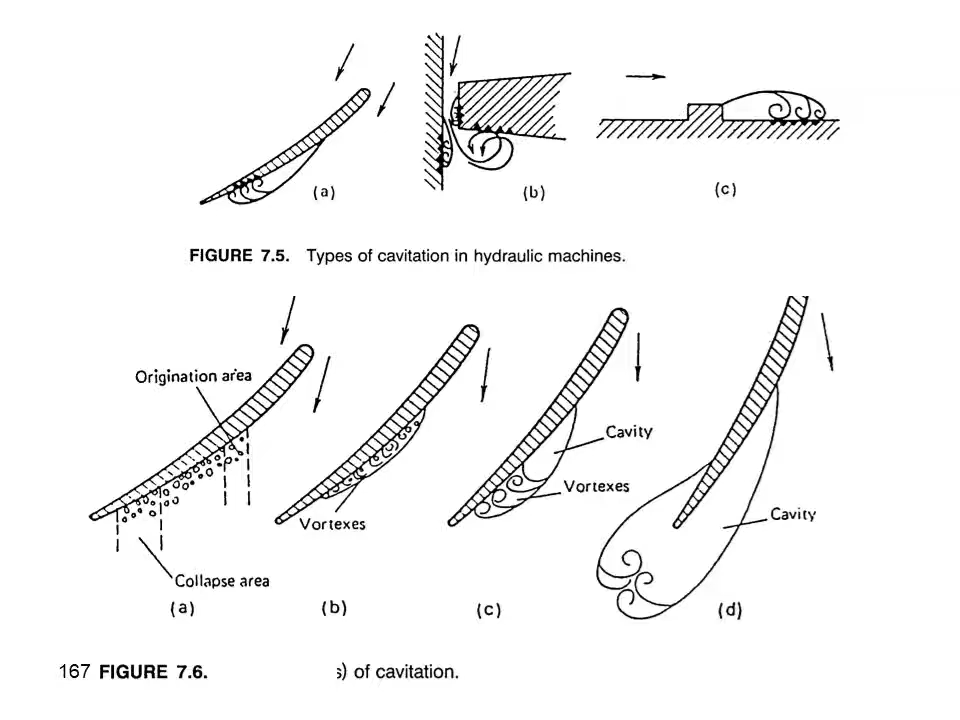 (a)
(b)
(c)
FIGURE 7.5. Types of cavitation in hydraulic machines.
Origination area
Collapse area
(a)
Vortexes
(b)
Cavity
Vortexes
(c)
Cavity
(d)
167 FIGURE 7.6. s) of cavitation.